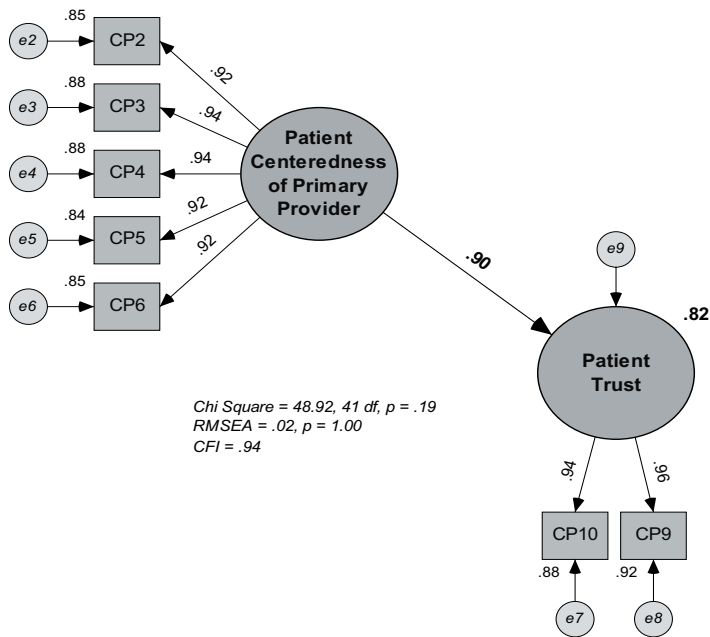 .85
e2
CP2
.92
.88
e3
CP3
.94
.88
e4
CP4
.94
.84
e5
CP5
.92
.85
e6
CP6
.92
Patient
Centeredness
of Primary
Provider
.90
e9
.82
Patient
Trust
Chi Square = 48.92, 41 df, p = .19
RMSEA = .02, p = 1.00
CFI = .94
.94
.96
CP10
CP9
.88
.92
e7
e8